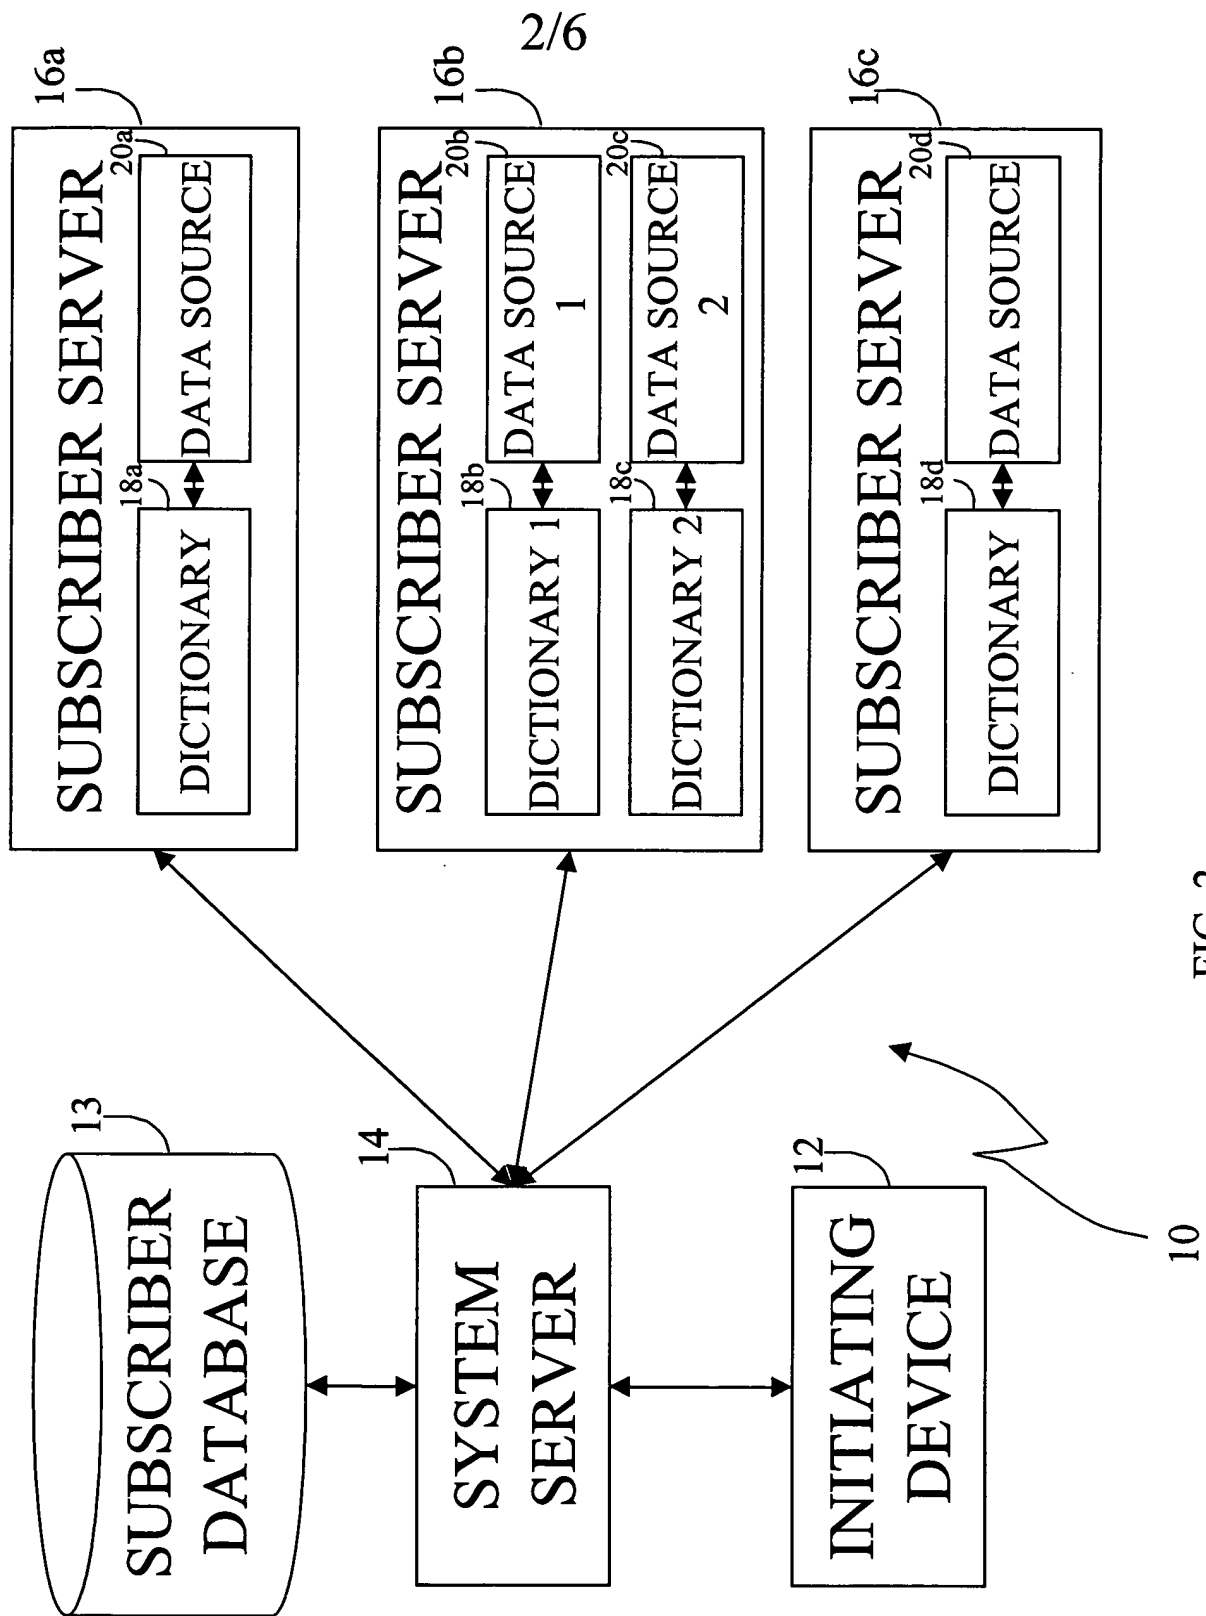 2/6
13
SUBSCRIBER
DATABASE
14
SYSTEM
SERVER
12
INITIATING
DEVICE
10
16a
SUBSCRIBER SERVER
18a
DICTIONARY
20a
DATA SOURCE
16b
SUBSCRIBER SERVER
18b
DICTIONARY 1
20b
DATA SOURCE
1
18c
DICTIONARY 2
20c
DATA SOURCE
2
16c
SUBSCRIBER SERVER
18d
DICTIONARY
20d
DATA SOURCE
FIG